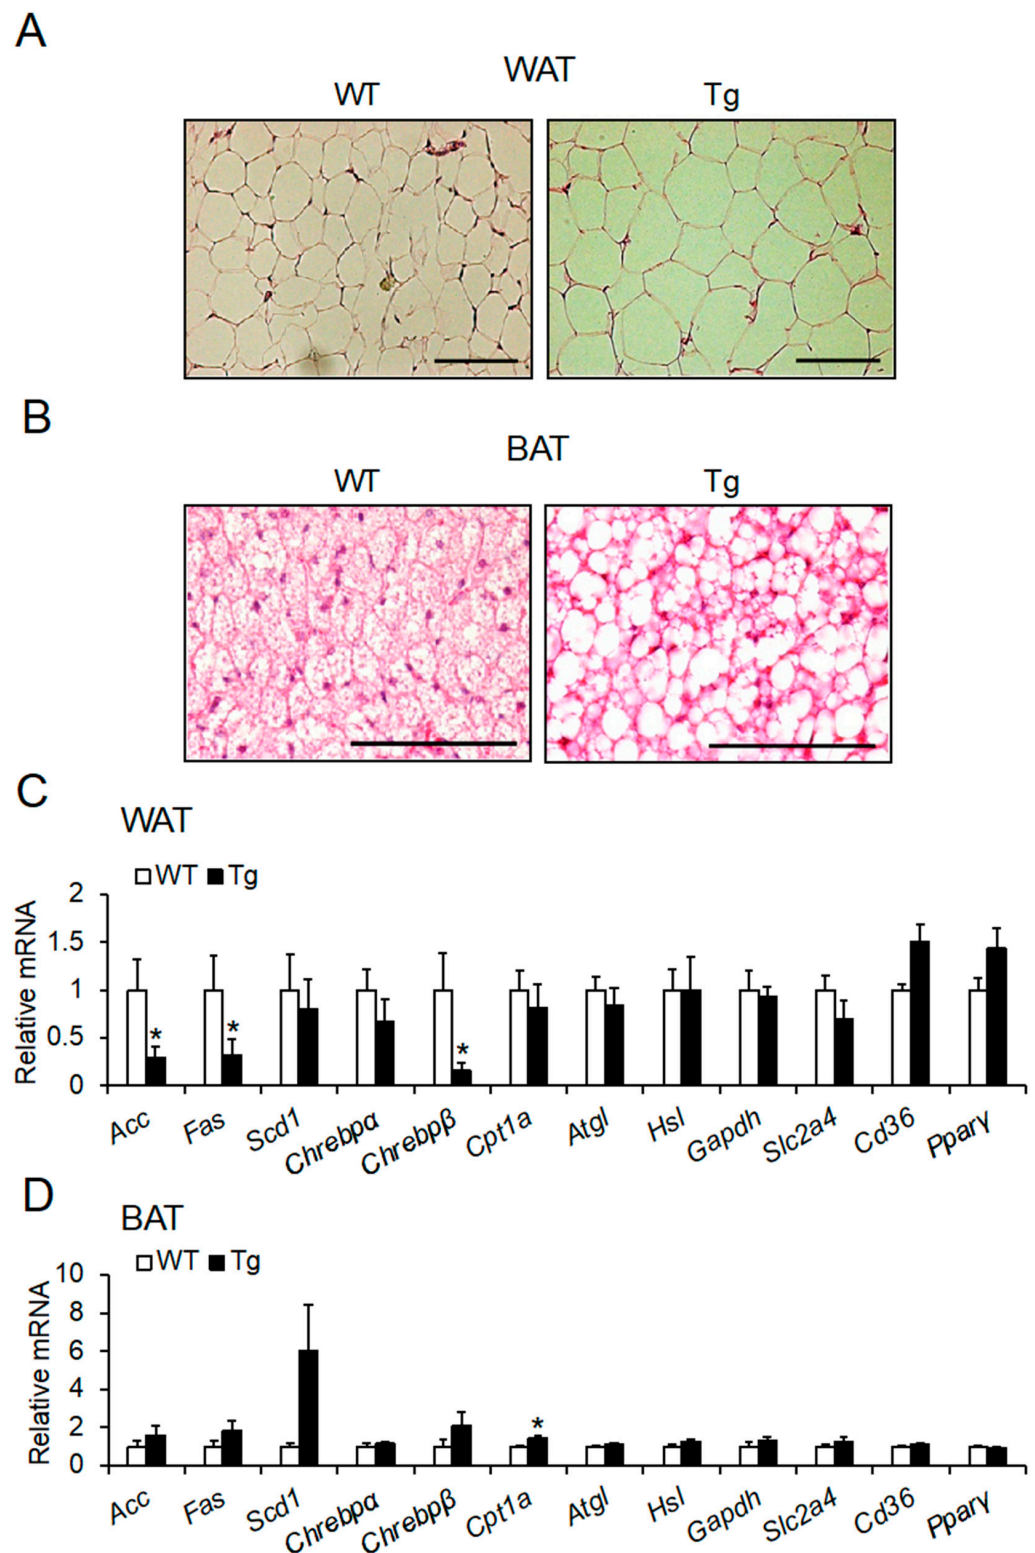 A
WAT
WT Tg
B
BAT
WT Tg
C
WAT
WT Tg
Relative mRNA
2
1.5
1
0.5
0
Acc Fas Scd1 Chrebpα Chrebpβ Cpt1a Atgl Hsl Gapdh Slc2a4 Cd36 Pparγ
* * *
D
BAT
WT Tg
Relative mRNA
10
8
6
4
2
0
*
Acc Fas Scd1 Chrebpα Chrebpβ Cpt1a Atgl Hsl Gapdh Slc2a4 Cd36 Pparγ